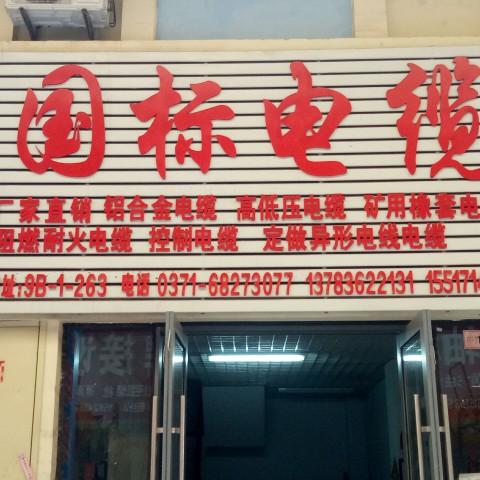 国标电缆
厂家直销 铝合金电缆 高低压电缆 矿用橡套电
阻燃耐火电缆 控制电缆 定做异形电线电缆
址:9B-1-263 电话 0371-68273077 13783622131 155171